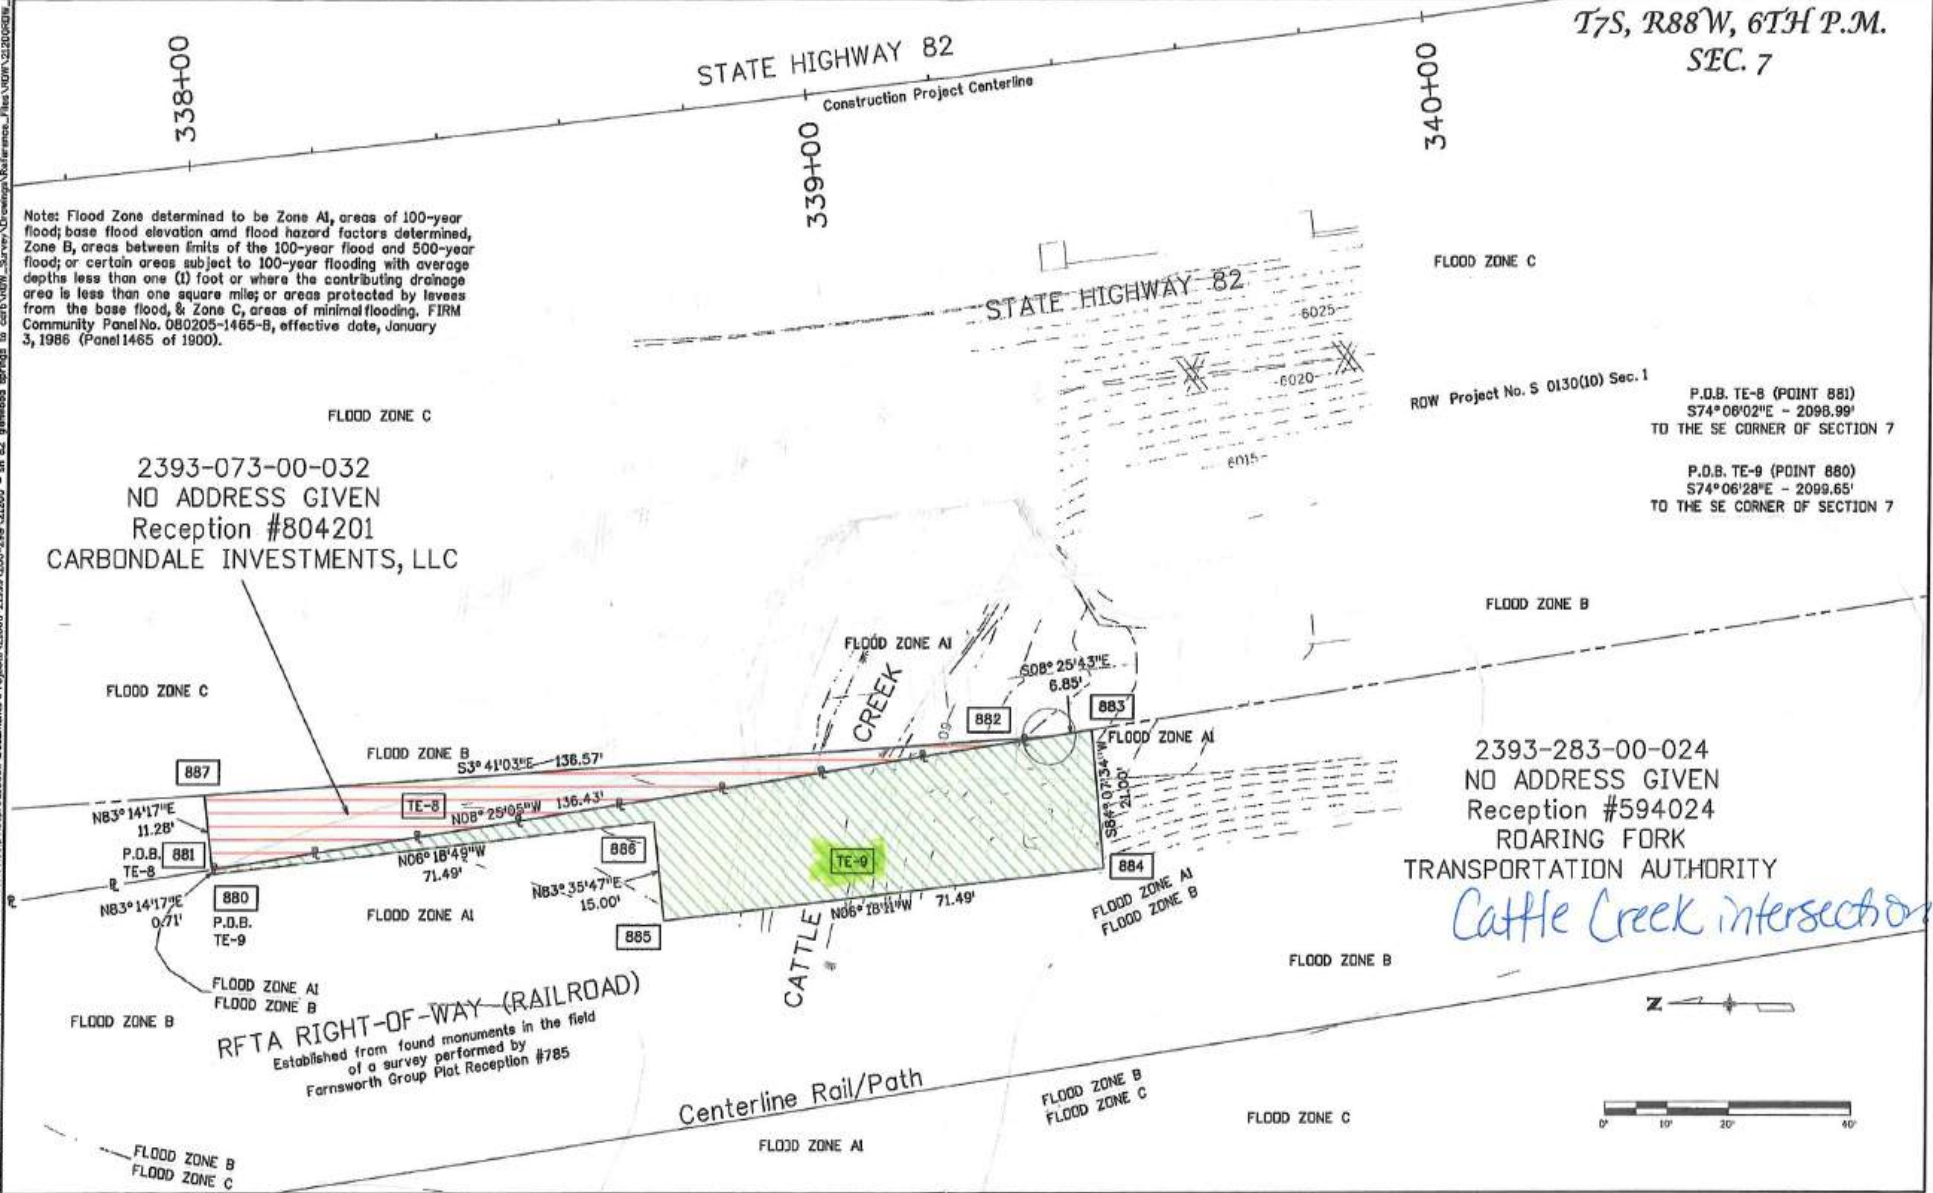 T7S, R88W, 6TH P.M.
SEC. 7
338+00
STATE HIGHWAY 82
Construction Project Centerline
339+00
340+00
Note: Flood Zone determined to be Zone A1, areas of 100-year
flood; base flood elevation amd flood hazard factors determined,
Zone B, areas between limits of the 100-year flood and 500-year
flood; or certain areas subject to 100-year flooding with average
depths less than one (1) foot or where the contributing drainage
area is less than one square mile; or areas protected by levees
from the base flood, & Zone C, areas of minimal flooding. FIRM
Community Panel No. 080205-1465-B, effective date, January
3, 1986 (Panel 1465 of 1900).
FLOOD ZONE C
STATE HIGHWAY 82
6025
6020
6015
ROW Project No. S 0130(10) Sec. 1
P.O.B. TE-8 (POINT 881)
S74°06'02"E - 2098.99'
TO THE SE CORNER OF SECTION 7
P.O.B. TE-9 (POINT 880)
S74°06'28"E - 2099.65'
TO THE SE CORNER OF SECTION 7
FLOOD ZONE C
2393-073-00-032
NO ADDRESS GIVEN
Reception #804201
CARBONDALE INVESTMENTS, LLC
FLOOD ZONE B
FLOOD ZONE A1
CREEK
S08°25'43"E
6.85'
FLOOD ZONE C
882
883
FLOOD ZONE A1
FLOOD ZONE B
S3°41'03"E 136.57'
887
N83°14'17"E
11.28'
TE-8
N08°25'05"W 136.43'
P.O.B.
TE-8
881
N06°18'49"W
71.49'
886
TE-9
S84°07'34"W
21.00'
884
N83°14'17"E
0.71'
880
P.O.B.
TE-9
FLOOD ZONE A1
N83°35'47"E
15.00'
885
N06°18'11"W 71.49'
FLOOD ZONE A1
FLOOD ZONE B
CATTLE
2393-283-00-024
NO ADDRESS GIVEN
Reception #594024
ROARING FORK
TRANSPORTATION AUTHORITY
Cattle Creek intersection
FLOOD ZONE B
FLOOD ZONE A1
FLOOD ZONE B
FLOOD ZONE B
RFTA RIGHT-OF-WAY (RAILROAD)
Established from found monuments in the field
of a survey performed by
Farnsworth Group Plat Reception #785
Z
Centerline Rail/Path
FLOOD ZONE B
FLOOD ZONE C
FLOOD ZONE C
FLOOD ZONE A1
FLOOD ZONE B
FLOOD ZONE C
0' 10' 20' 40'